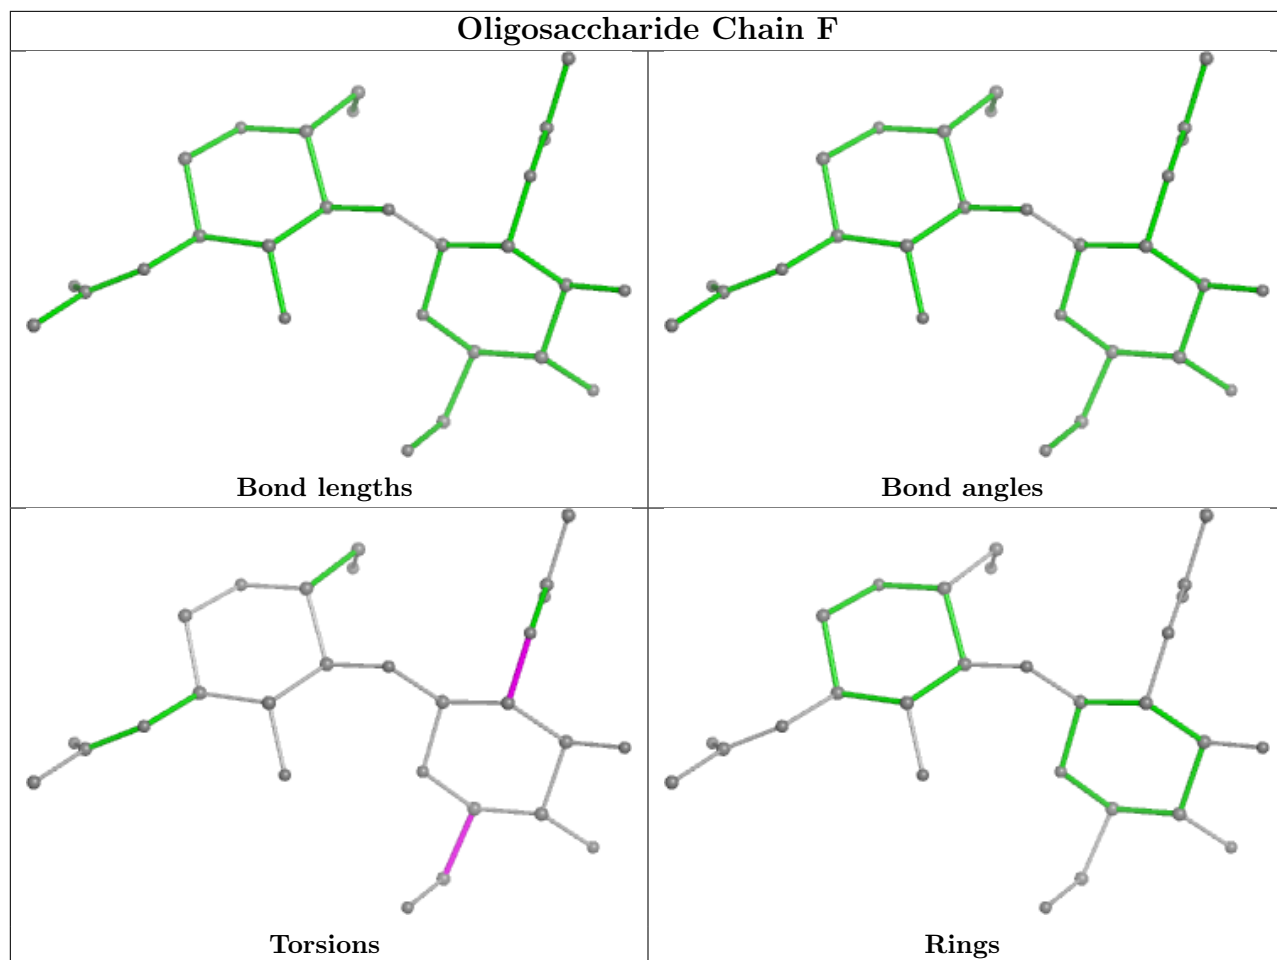 Oligosaccharide Chain F
Bond lengths
Bond angles
Torsions
Rings